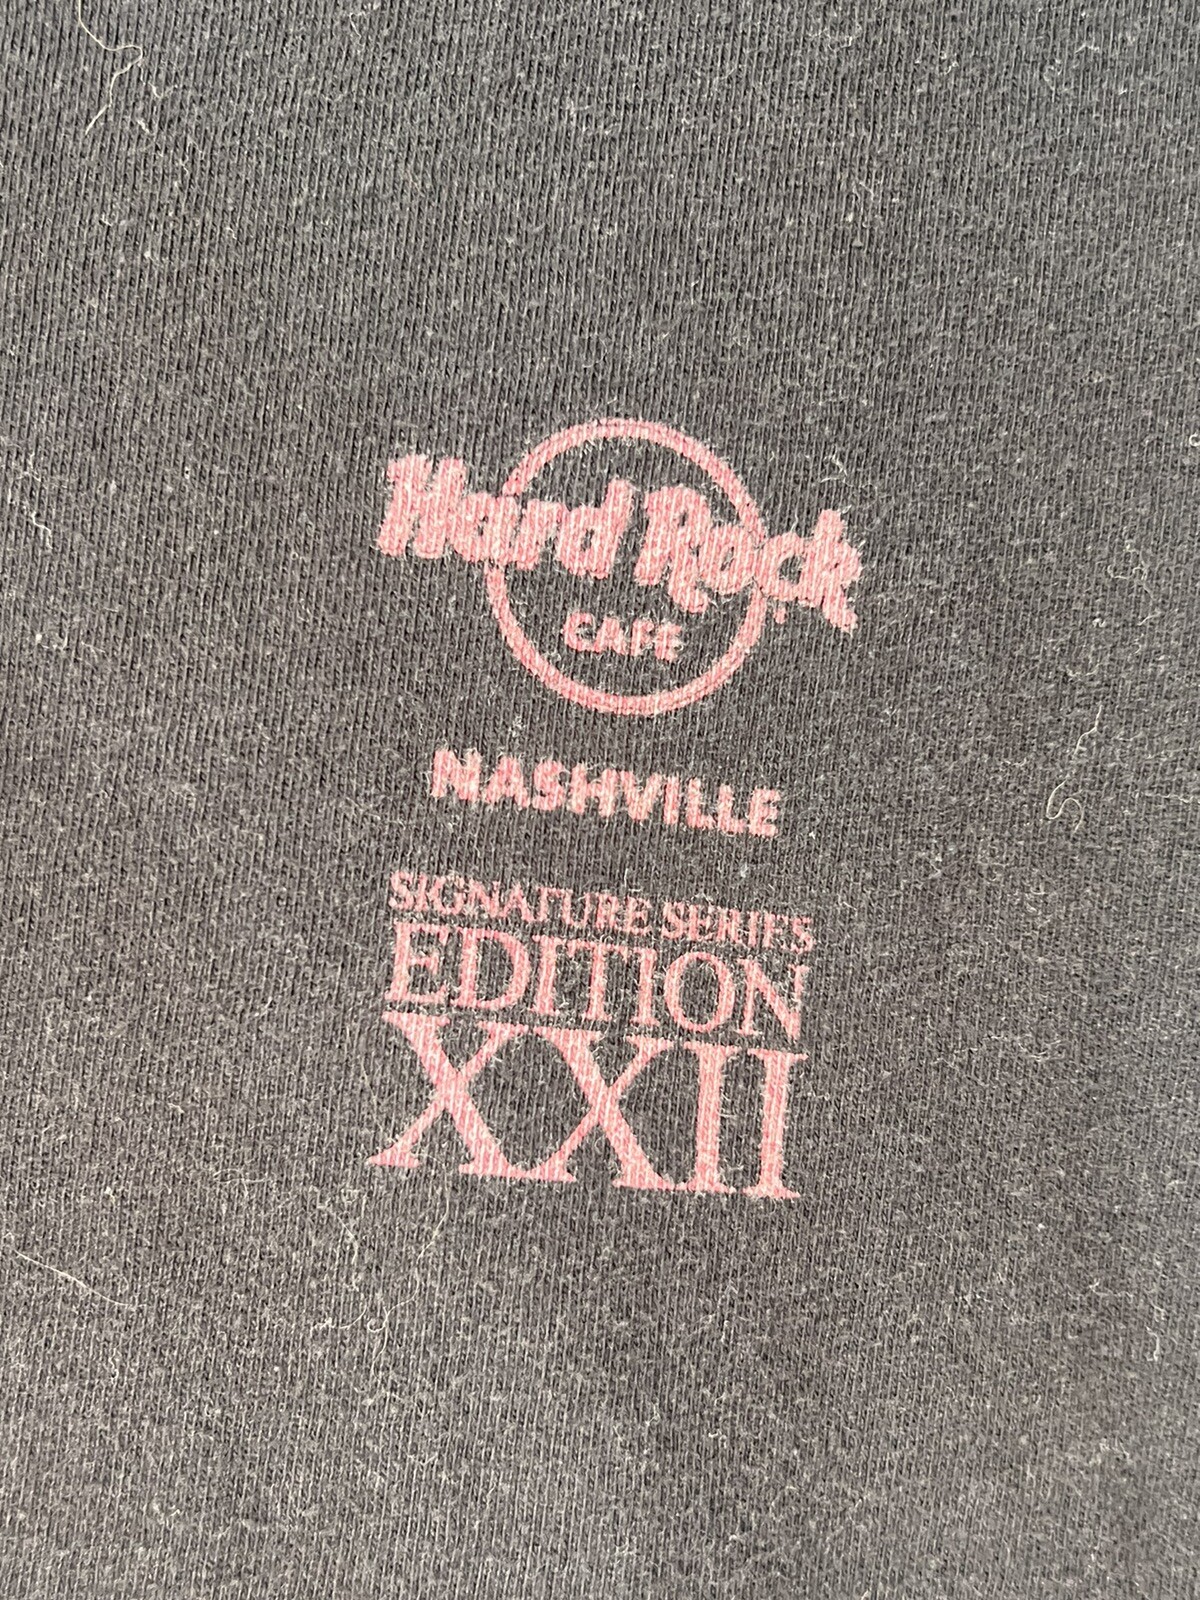 Hard Rock
CAFE
NASHVILLE
SIGNATURE SERIES
EDITION
XXII